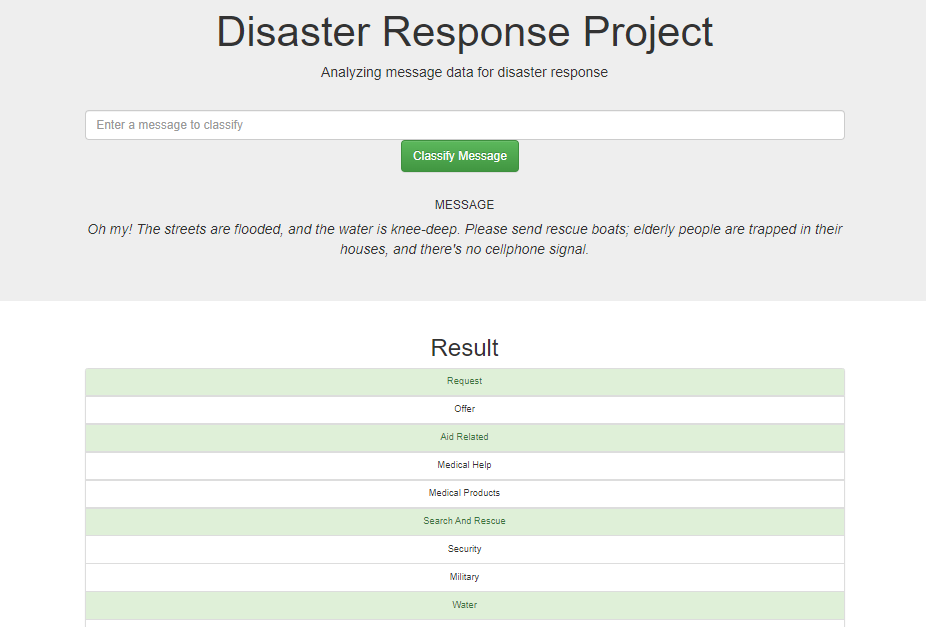 Disaster Response Project
Analyzing message data for disaster response
Enter a message to classify
Classify Message
MESSAGE
Oh my! The streets are flooded, and the water is knee-deep. Please send rescue boats; elderly people are trapped in their
houses, and there's no cellphone signal.
Result
Request
Offer
Aid Related
Medical Help
Medical Products
Search And Rescue
Security
Military
Water